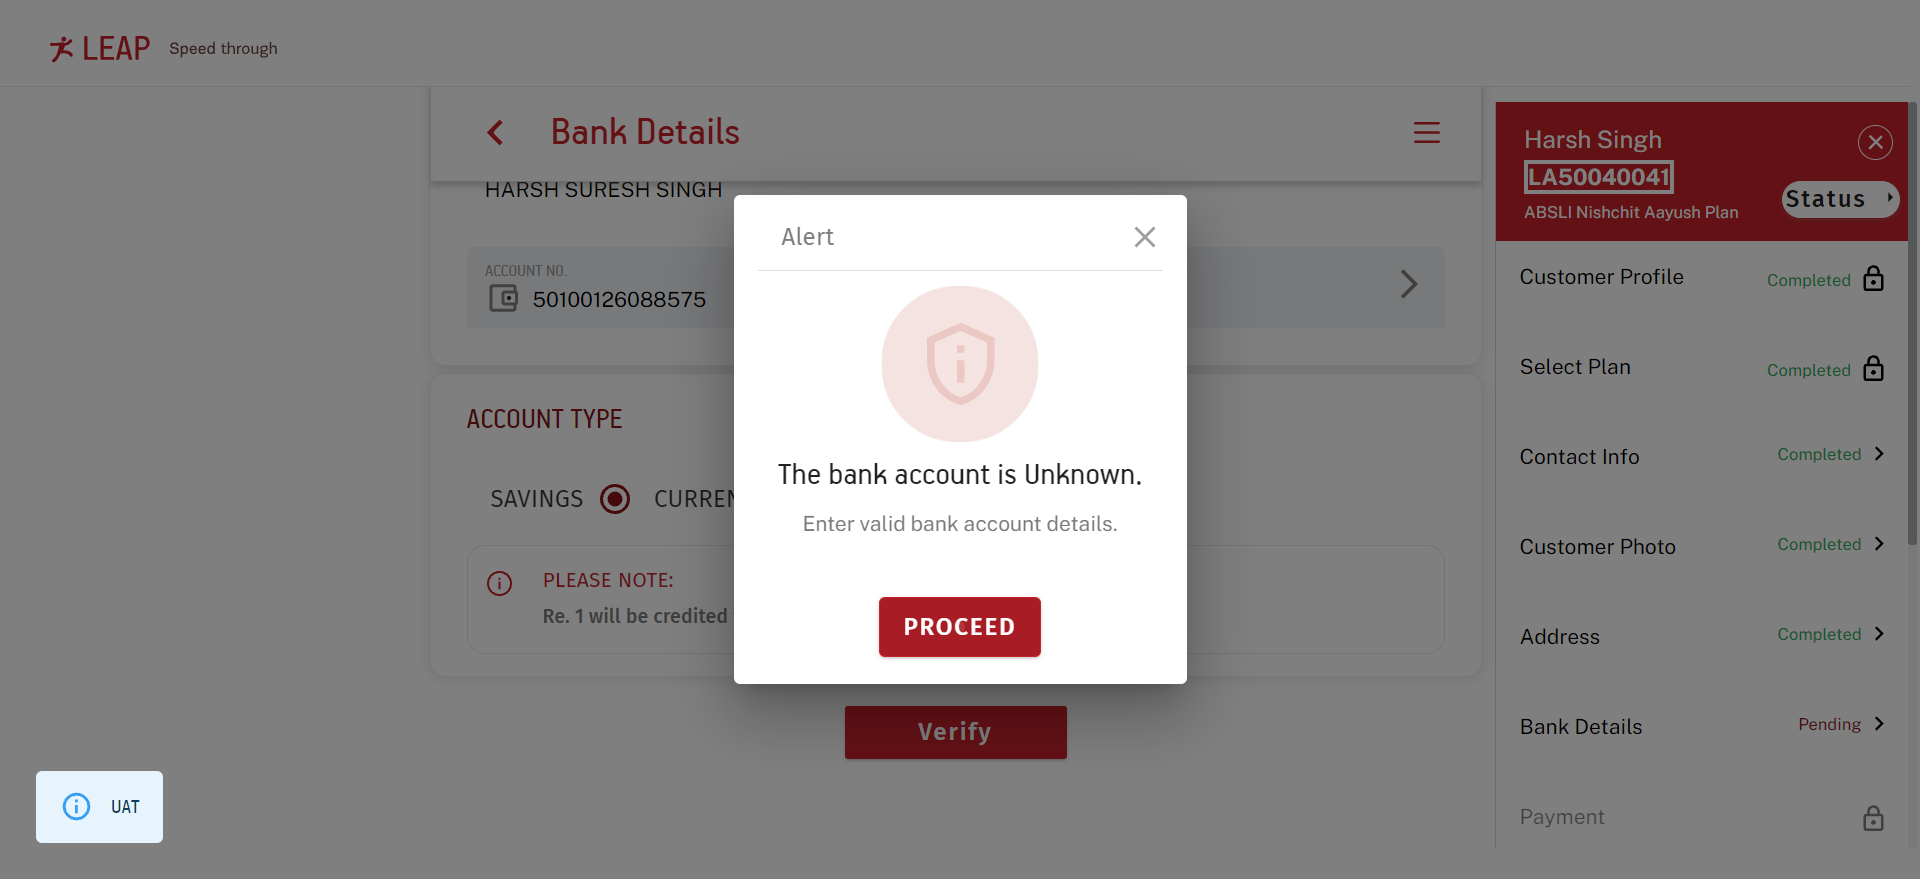 LEAP Speed through
Bank Details
HARSH SURESH SINGH
ACCOUNT NO.
50100126088575
ACCOUNT TYPE
SAVINGS CURREN
PLEASE NOTE:
Re. 1 will be credited
Verify
UAT
Alert
The bank account is Unknown.
Enter valid bank account details.
PROCEED
Harsh Singh
LA50040041
ABSLI Nishchit Aayush Plan
Status
Customer Profile Completed
Select Plan Completed
Contact Info Completed
Customer Photo Completed
Address Completed
Bank Details Pending
Payment